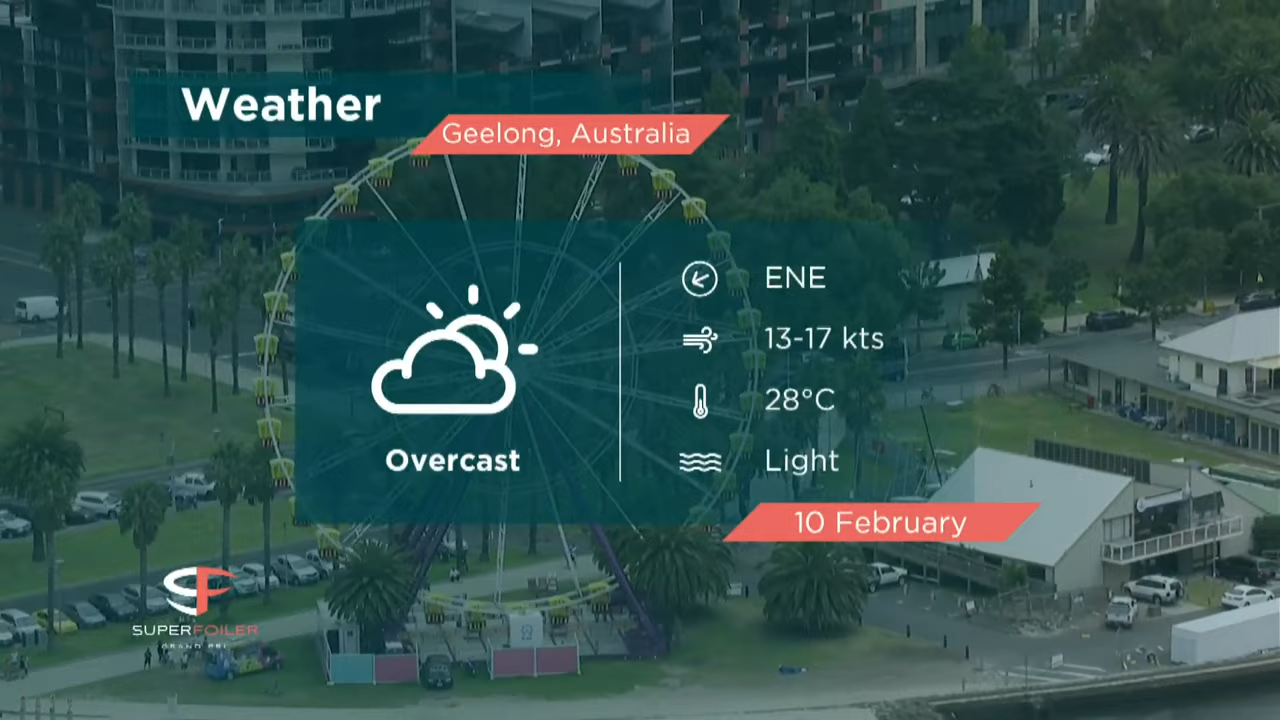 Weather
Geelong, Australia
ENE
13-17 kts
28°C
Overcast
Light
10 February
SUPERFOILER
GRAND PRIX